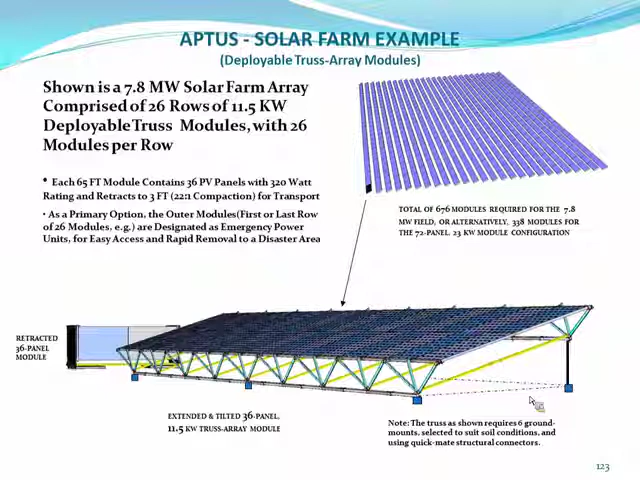 APTUS - SOLAR FARM EXAMPLE
(Deployable Truss-Array Modules)
Shown is a 7.8 MW Solar Farm Array
Comprised of 26 Rows of 11.5 KW
Deployable Truss Modules, with 26
Modules per Row
• Each 65 FT Module Contains 36 PV Panels with 320 Watt
Rating and Retracts to 3 FT (22:1 Compaction) for Transport
• As a Primary Option, the Outer Modules(First or Last Row
of 26 Modules, e.g.) are Designated as Emergency Power
Units, for Easy Access and Rapid Removal to a Disaster Area
TOTAL OF 676 MODULES REQUIRED FOR THE 7.8
MW FIELD, OR ALTERNATIVELY, 338 MODULES FOR
THE 72-PANEL, 23 KW MODULE CONFIGURATION
RETRACTED
36-PANEL
MODULE
EXTENDED & TILTED 36-PANEL,
11.5 KW TRUSS-ARRAY MODULE
Note: The truss as shown requires 6 ground-
mounts, selected to suit soil conditions, and
using quick-mate structural connectors.
123